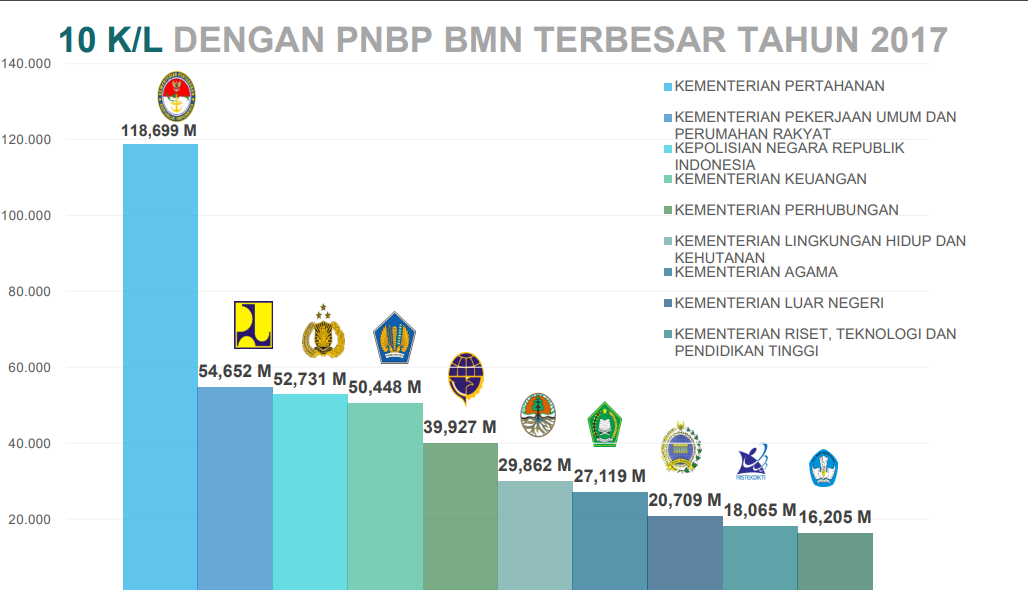 10 K/L DENGAN PNBP BMN TERBESAR TAHUN 2017
140.000
120.000
100.000
80.000
60.000
40.000
20.000
118,699 M
54,652 M
52,731 M
50,448 M
39,927 M
29,862 M
27,119 M
20,709 M
18,065 M
16,205 M
RISTEKDIKTI
KEMENTERIAN PERTAHANAN
KEMENTERIAN PEKERJAAN UMUM DAN
PERUMAHAN RAKYAT
KEPOLISIAN NEGARA REPUBLIK
INDONESIA
KEMENTERIAN KEUANGAN
KEMENTERIAN PERHUBUNGAN
KEMENTERIAN LINGKUNGAN HIDUP DAN
KEHUTANAN
KEMENTERIAN AGAMA
KEMENTERIAN LUAR NEGERI
KEMENTERIAN RISET, TEKNOLOGI DAN
PENDIDIKAN TINGGI